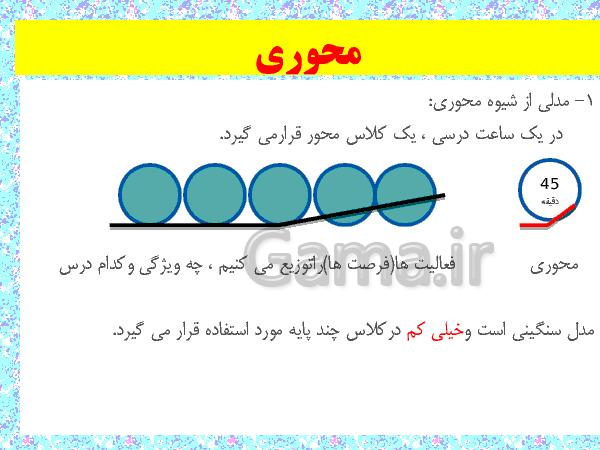 محوری
۱- مدلی از شیوه محوری:
در یک ساعت درسی ، یک کلاس محور قرارمی گیرد.
45
دقیقه
Gama.ir
محوری
فعالیت ها(فرصت ها)راتوزیع می کنیم ، چه ویژگی وکدام درس
مدل سنگینی است وخیلی کم درکلاس چند پایه مورد استفاده قرار می گیرد.